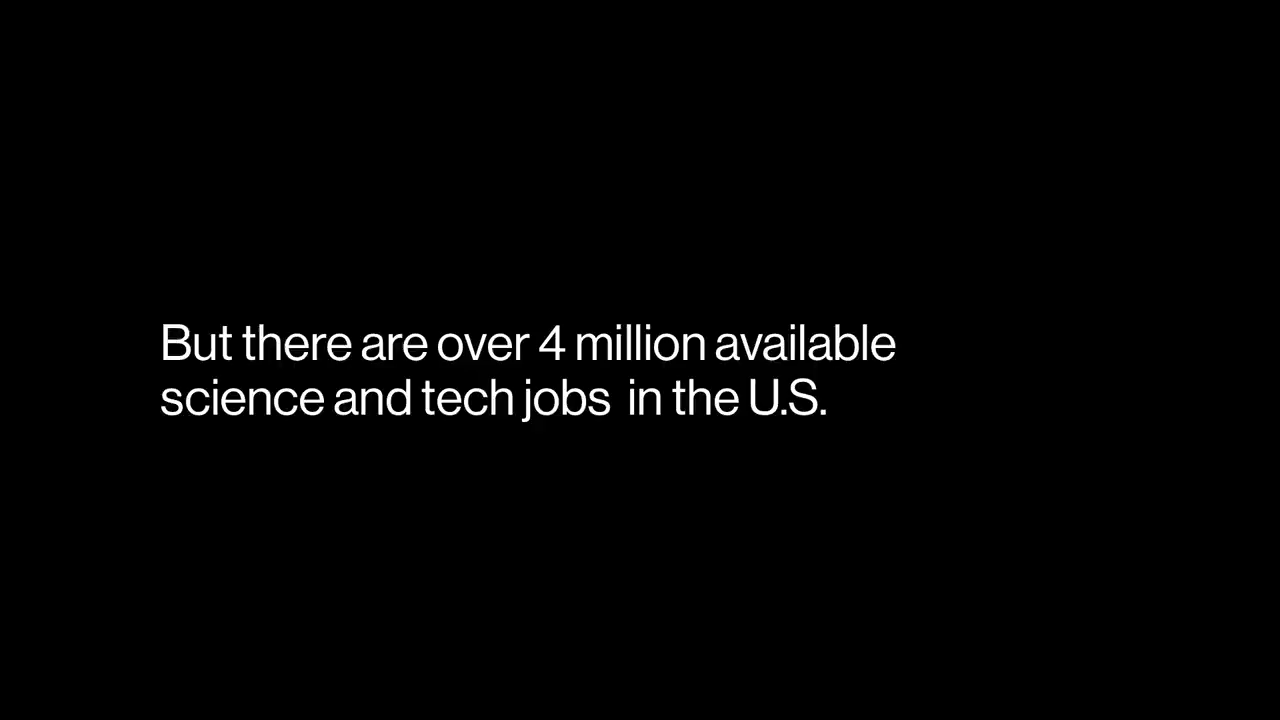 But there are over 4 million available
science and tech jobs  in the U.S.